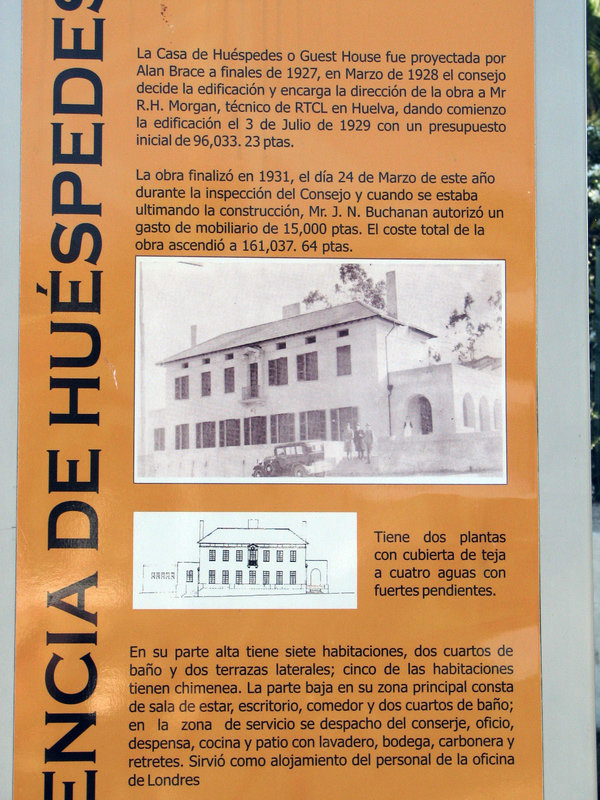 ENCIA DE HUÉSPEDES
La Casa de Huéspedes o Guest House fue proyectada por
Alan Brace a finales de 1927, en Marzo de 1928 el consejo
decide la edificación y encarga la dirección de la obra a Mr
R.H. Morgan, técnico de RTCL en Huelva, dando comienzo
la edificación el 3 de Julio de 1929 con un presupuesto
inicial de 96,033. 23 ptas.
La obra finalizó en 1931, el día 24 de Marzo de este año
durante la inspección del Consejo y cuando se estaba
ultimando la construcción, Mr. J. N. Buchanan autorizó un
gasto de mobiliario de 15,000 ptas. El coste total de la
obra ascendió a 161,037. 64 ptas.
Tiene dos plantas
con cubierta de teja
a cuatro aguas con
fuertes pendientes.
En su parte alta tiene siete habitaciones, dos cuartos de
baño y dos terrazas laterales; cinco de las habitaciones
tienen chimenea. La parte baja en su zona principal consta
de sala de estar, escritorio, comedor y dos cuartos de baño;
en la zona de servicio se despacho del conserje, oficio,
despensa, cocina y patio con lavadero, bodega, carbonera y
retretes. Sirvió como alojamiento del personal de la oficina
de Londres